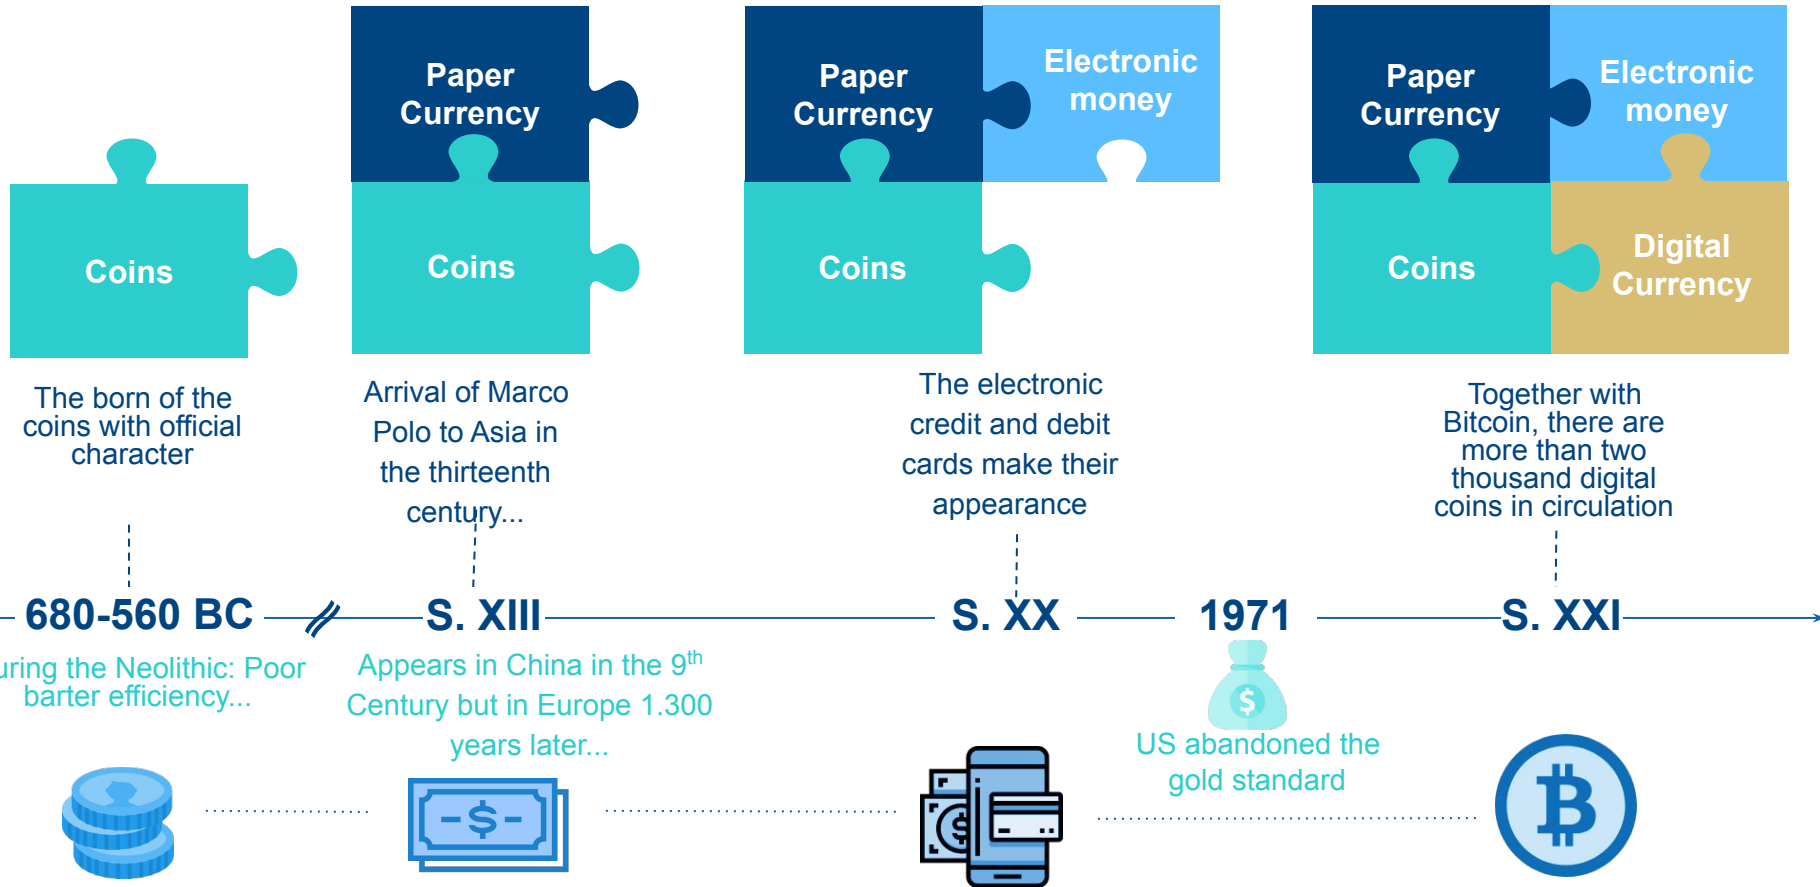 Coins
The born of the
coins with official
character
680-560 BC
uring the Neolithic: Poor
barter efficiency...
Paper
Currency
Coins
Arrival of Marco
Polo to Asia in
the thirteenth
century...
S. XIII
Appears in China in the 9th
Century but in Europe 1.300
years later...
$
Paper
Currency
Electronic
money
Coins
The electronic
credit and debit
cards make their
appearance
S. XX
$
1971
$
US abandoned the
gold standard
Paper
Currency
Electronic
money
Coins
Digital
Currency
Together with
Bitcoin, there are
more than two
thousand digital
coins in circulation
S. XXI
₿